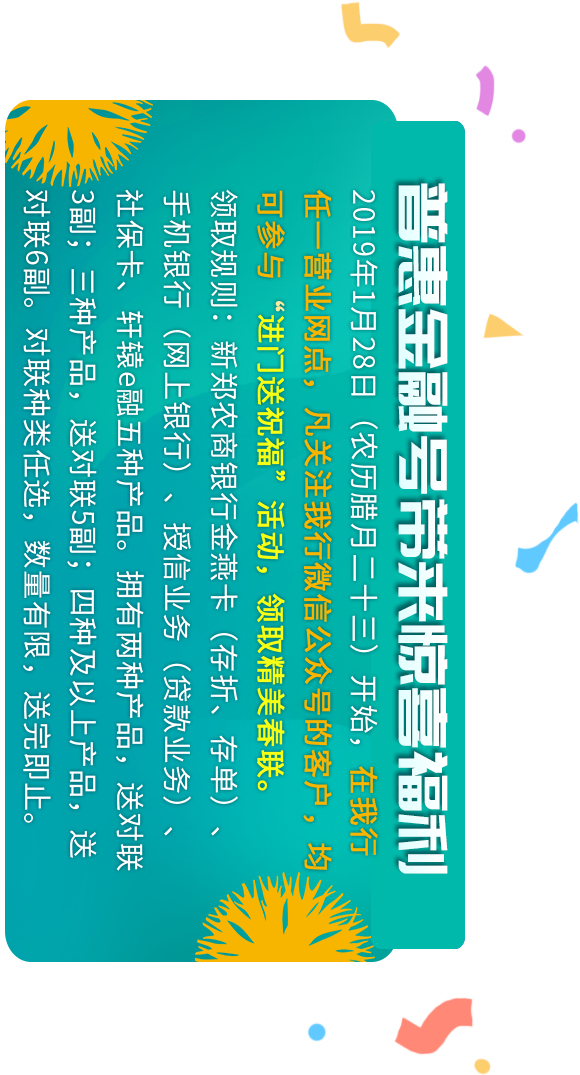 普惠金融号带来惊喜福利
2019年1月28日（农历腊月二十三）开始，在我行
任一营业网点，凡关注我行微信公众号的客户，均
可参与“进门送祝福”活动，领取精美春联。
领取规则：新郑农商银行金燕卡（存折、存单）、
手机银行（网上银行）、授信业务（贷款业务）、
社保卡、轩辕e融五种产品。拥有两种产品，送对联
3副；三种产品，送对联5副；四种及以上产品，送
对联6副。对联种类任选，数量有限，送完即止。